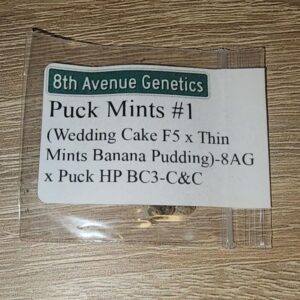 8th Avenue Genetics
Puck Mints #1
(Wedding Cake F5 x Thin
Mints Banana Pudding)-8AG
x Puck HP BC3-C&C